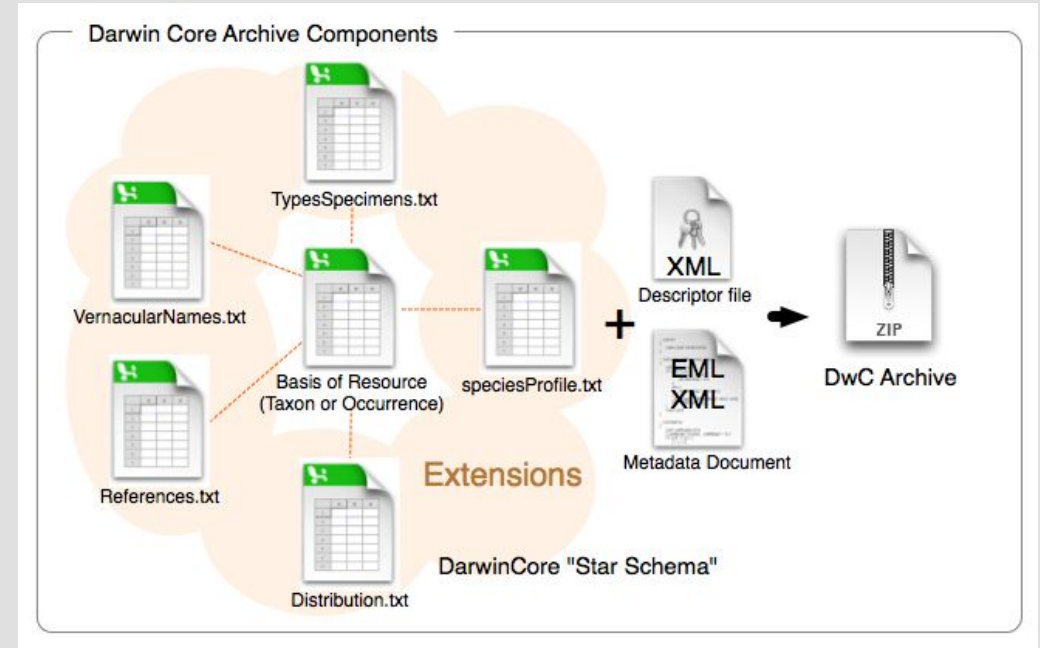 Darwin Core Archive Components
TypesSpecimens.txt
VernacularNames.txt
Basis of Resource
(Taxon or Occurrence)
speciesProfile.txt
References.txt
Extensions
Distribution.txt
DarwinCore "Star Schema"
+
XML
Descriptor file
EML
XML
Metadata Document
ZIP
DwC Archive